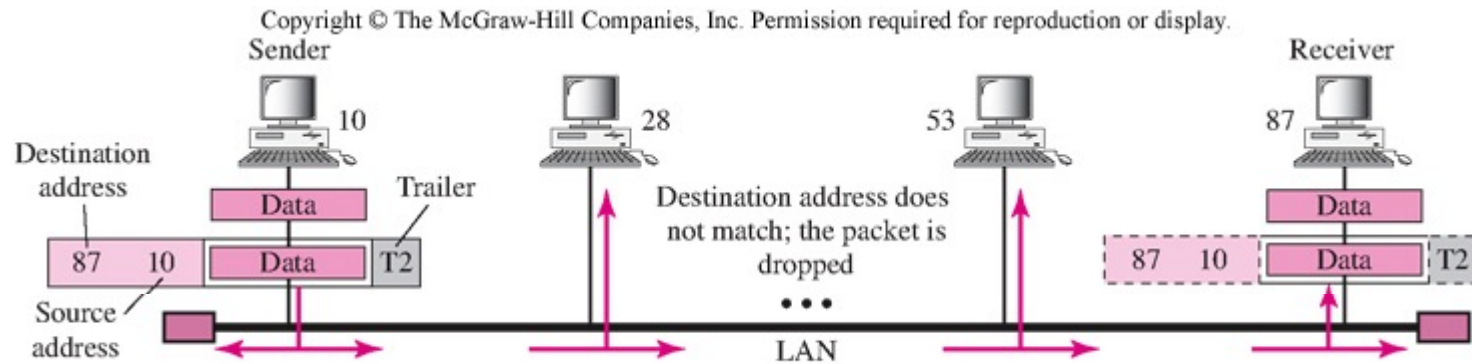 Copyright © The McGraw-Hill Companies, Inc. Permission required for reproduction or display.
Sender
Receiver
10
28
53
87
Destination
address
Trailer
Data
87 10
Data
T2
Source
address
Destination address does
not match; the packet is
dropped
•••
LAN
Data
87 10
Data
T2